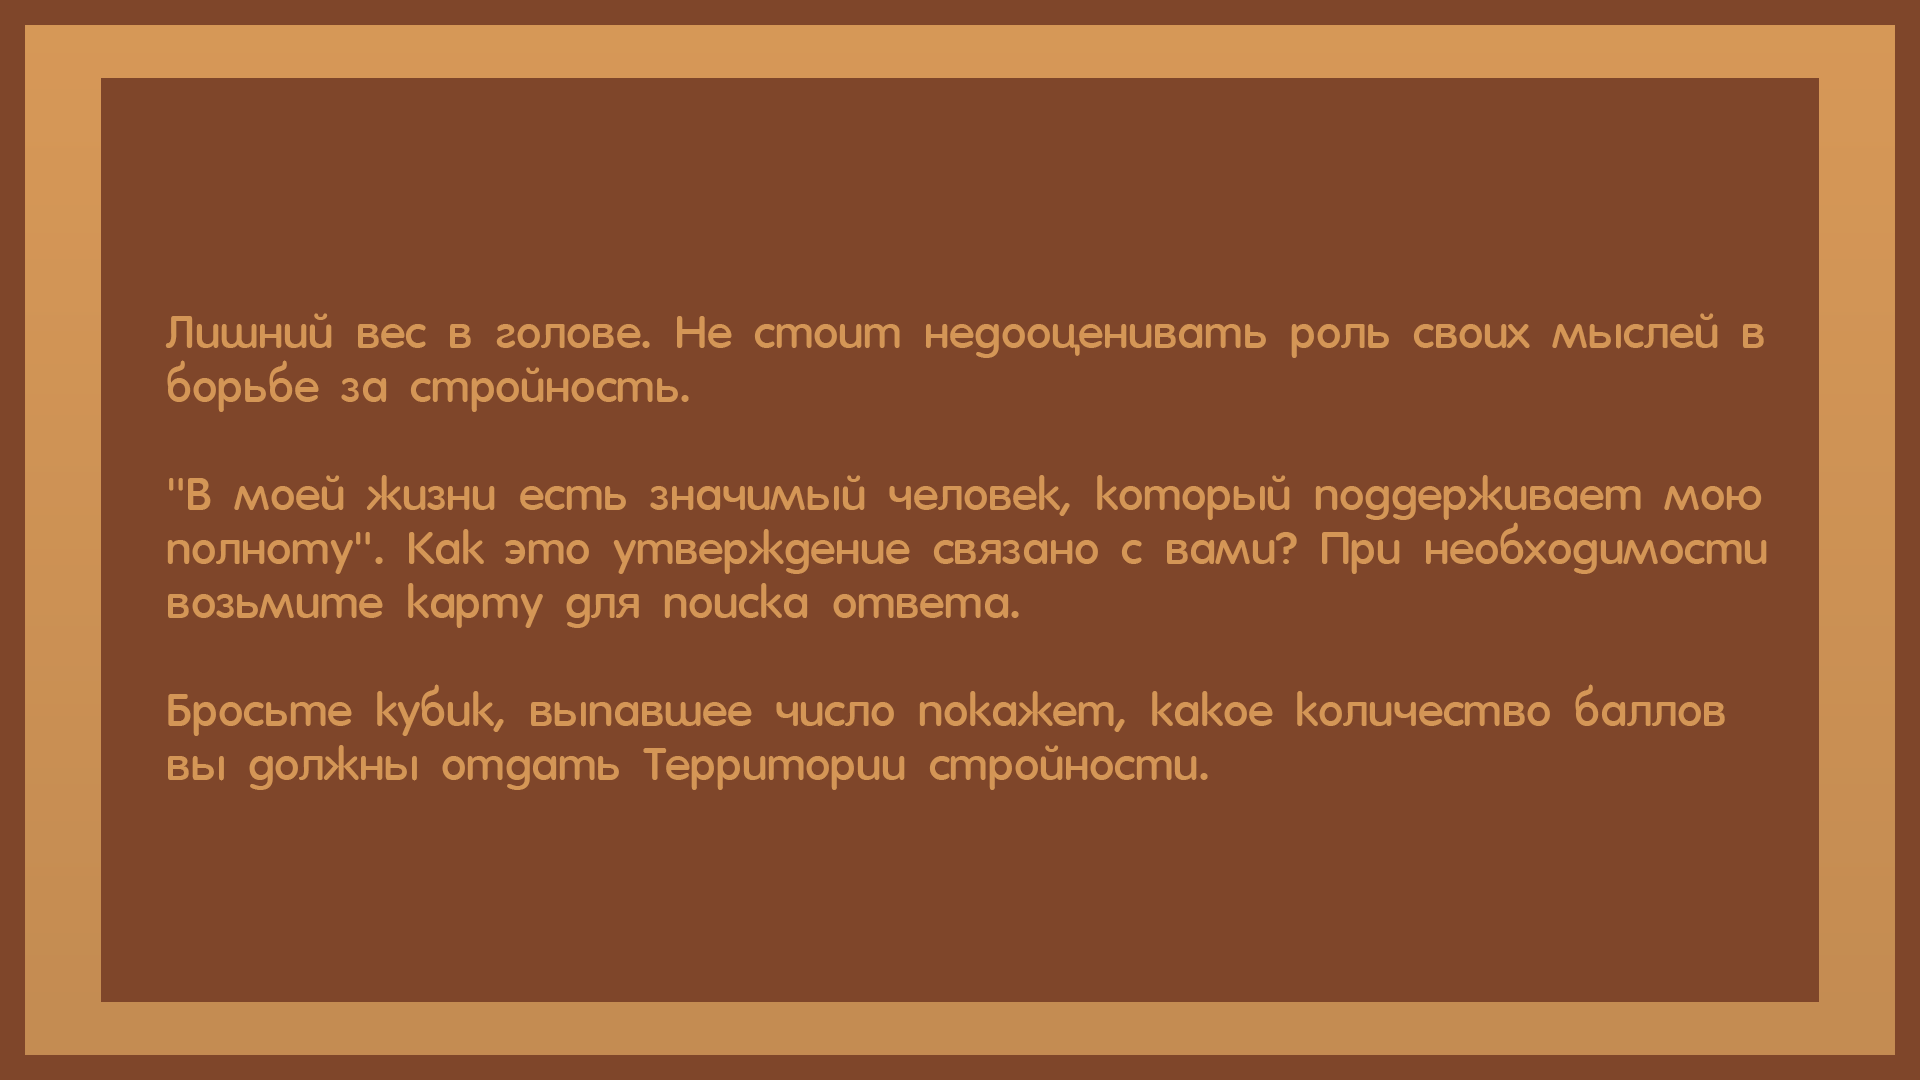 Лишний вес в голове. Не стоит недооценивать роль своих мыслей в
борьбе за стройность.
"В моей жизни есть значимый человек, который поддерживает мою
полноту". Как это утверждение связано с вами? При необходимости
возьмите карту для поиска ответа.
Бросьте кубик, выпавшее число покажет, какое количество баллов
вы должны отдать Территории стройности.